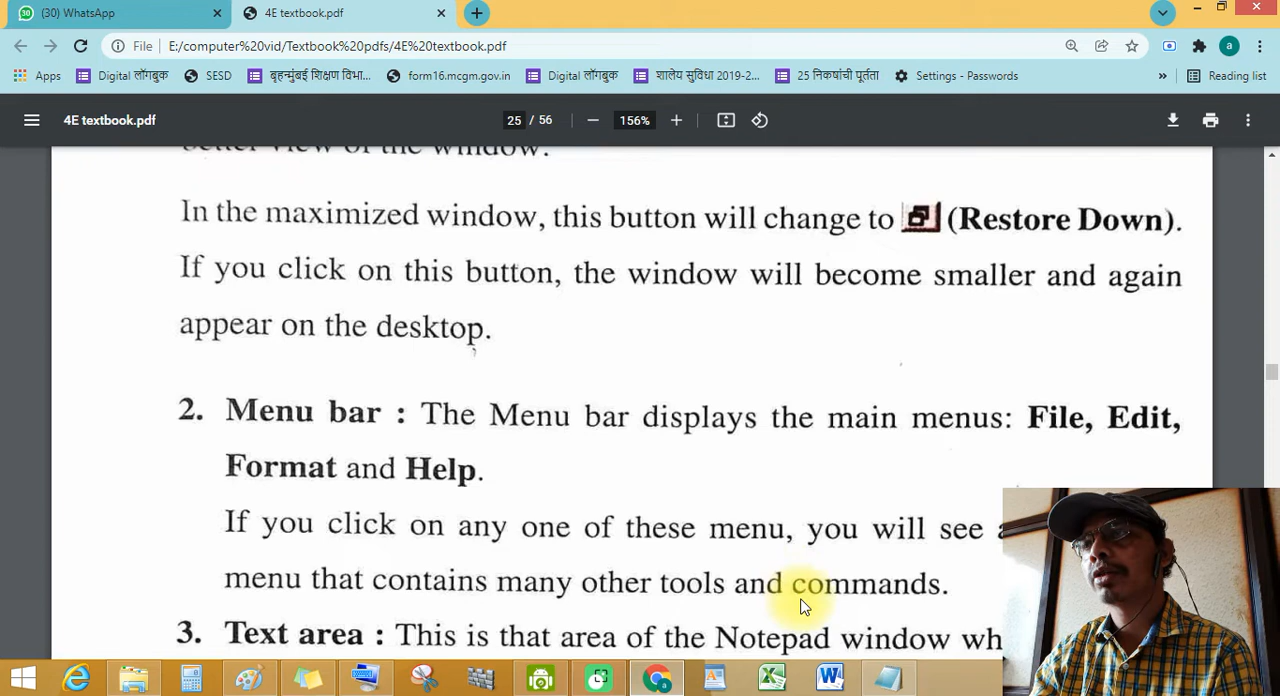 (30) WhatsApp
4E textbook.pdf
File
E:/computer%20vid/Textbook%20pdfs/4E%20textbook.pdf
a
Apps
Digital लॉगबुक
SESD
बृहन्मुंबई शिक्षण विभा...
form16.mcgm.gov.in
Digital लॉगबुक
शालेय सुविधा 2019-2...
25 निकषांची पूर्तता
Settings - Passwords
»
Reading list
4E textbook.pdf
25 / 56
156%
better view of the window.
In the maximized window, this button will change to (Restore Down).
If you click on this button, the window will become smaller and again
appear on the desktop.
2. Menu bar : The Menu bar displays the main menus: File, Edit,
Format and Help.
If you click on any one of these menu, you will see
menu that contains many other tools and commands.
3. Text area : This is that area of the Notepad window wh